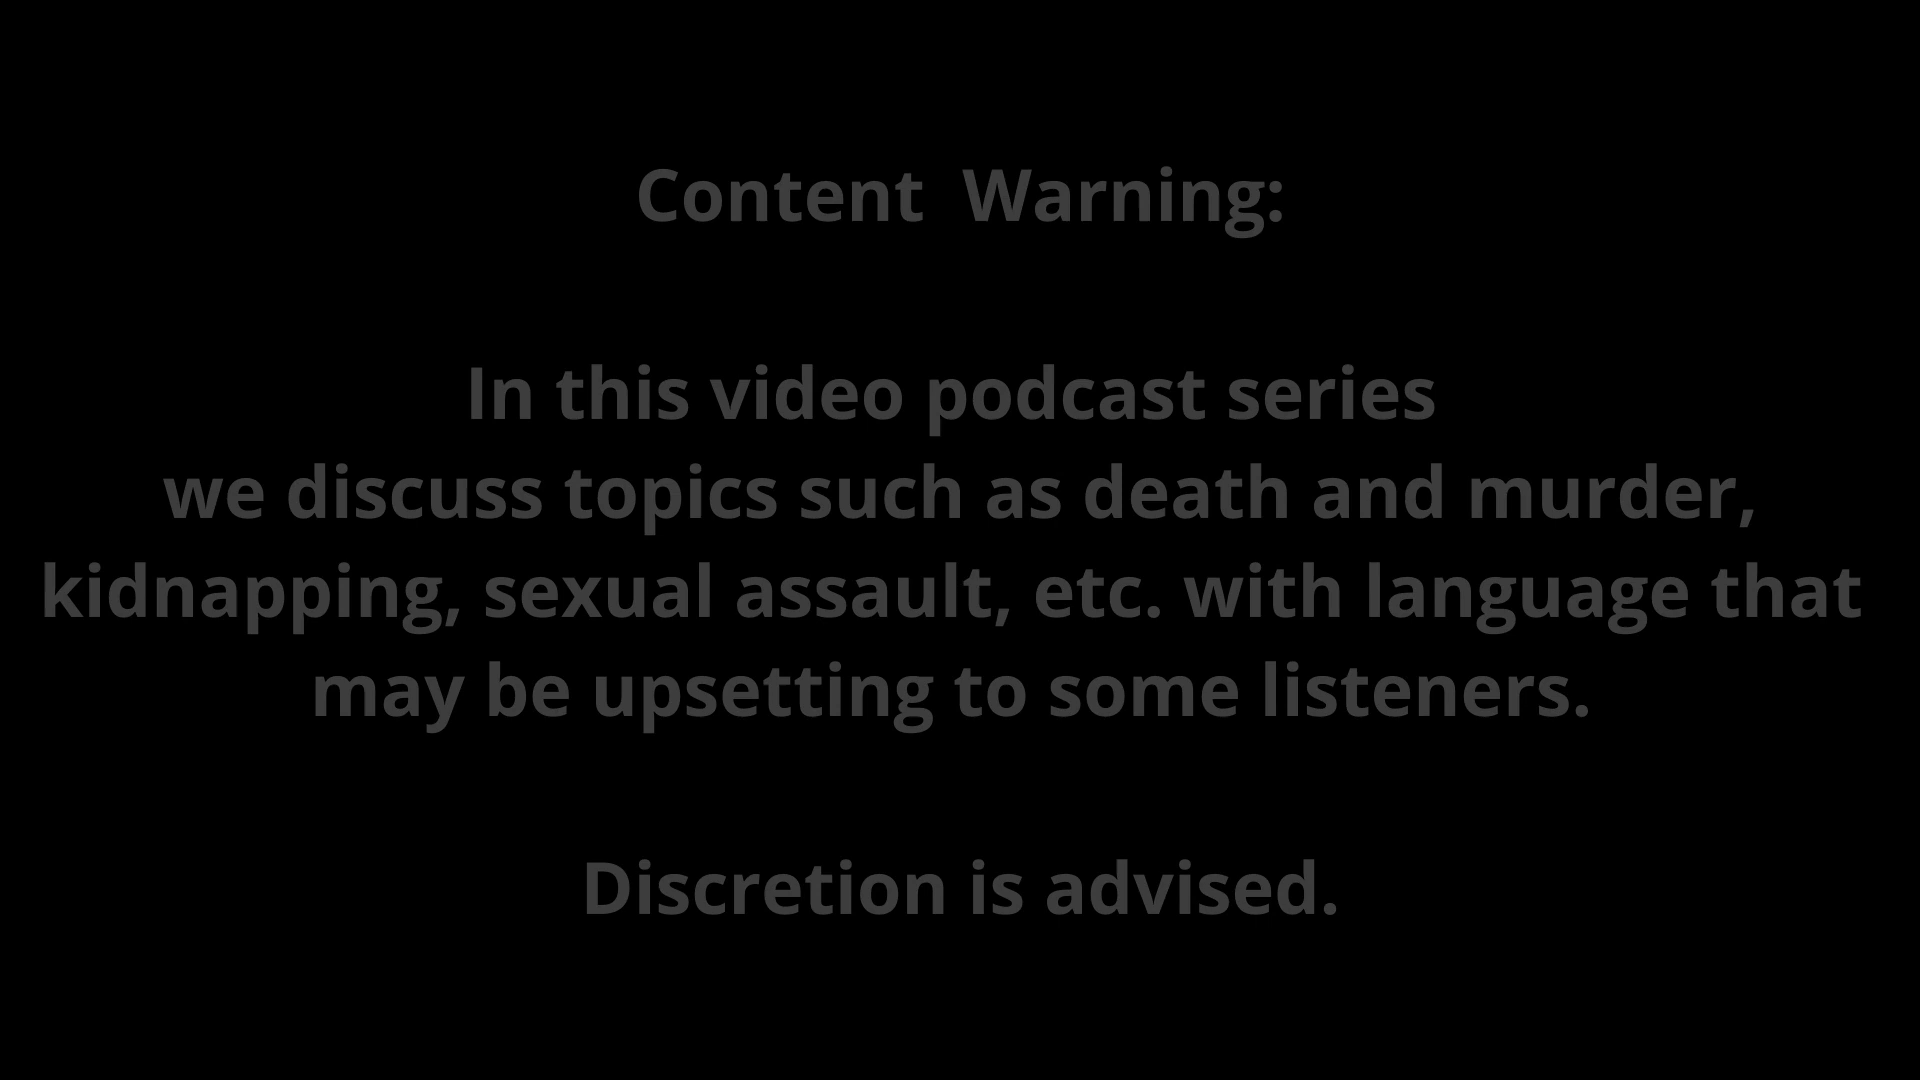 Content  Warning:
In this video podcast series
we discuss topics such as death and murder,
kidnapping, sexual assault, etc. with language that
may be upsetting to some listeners.
Discretion is advised.